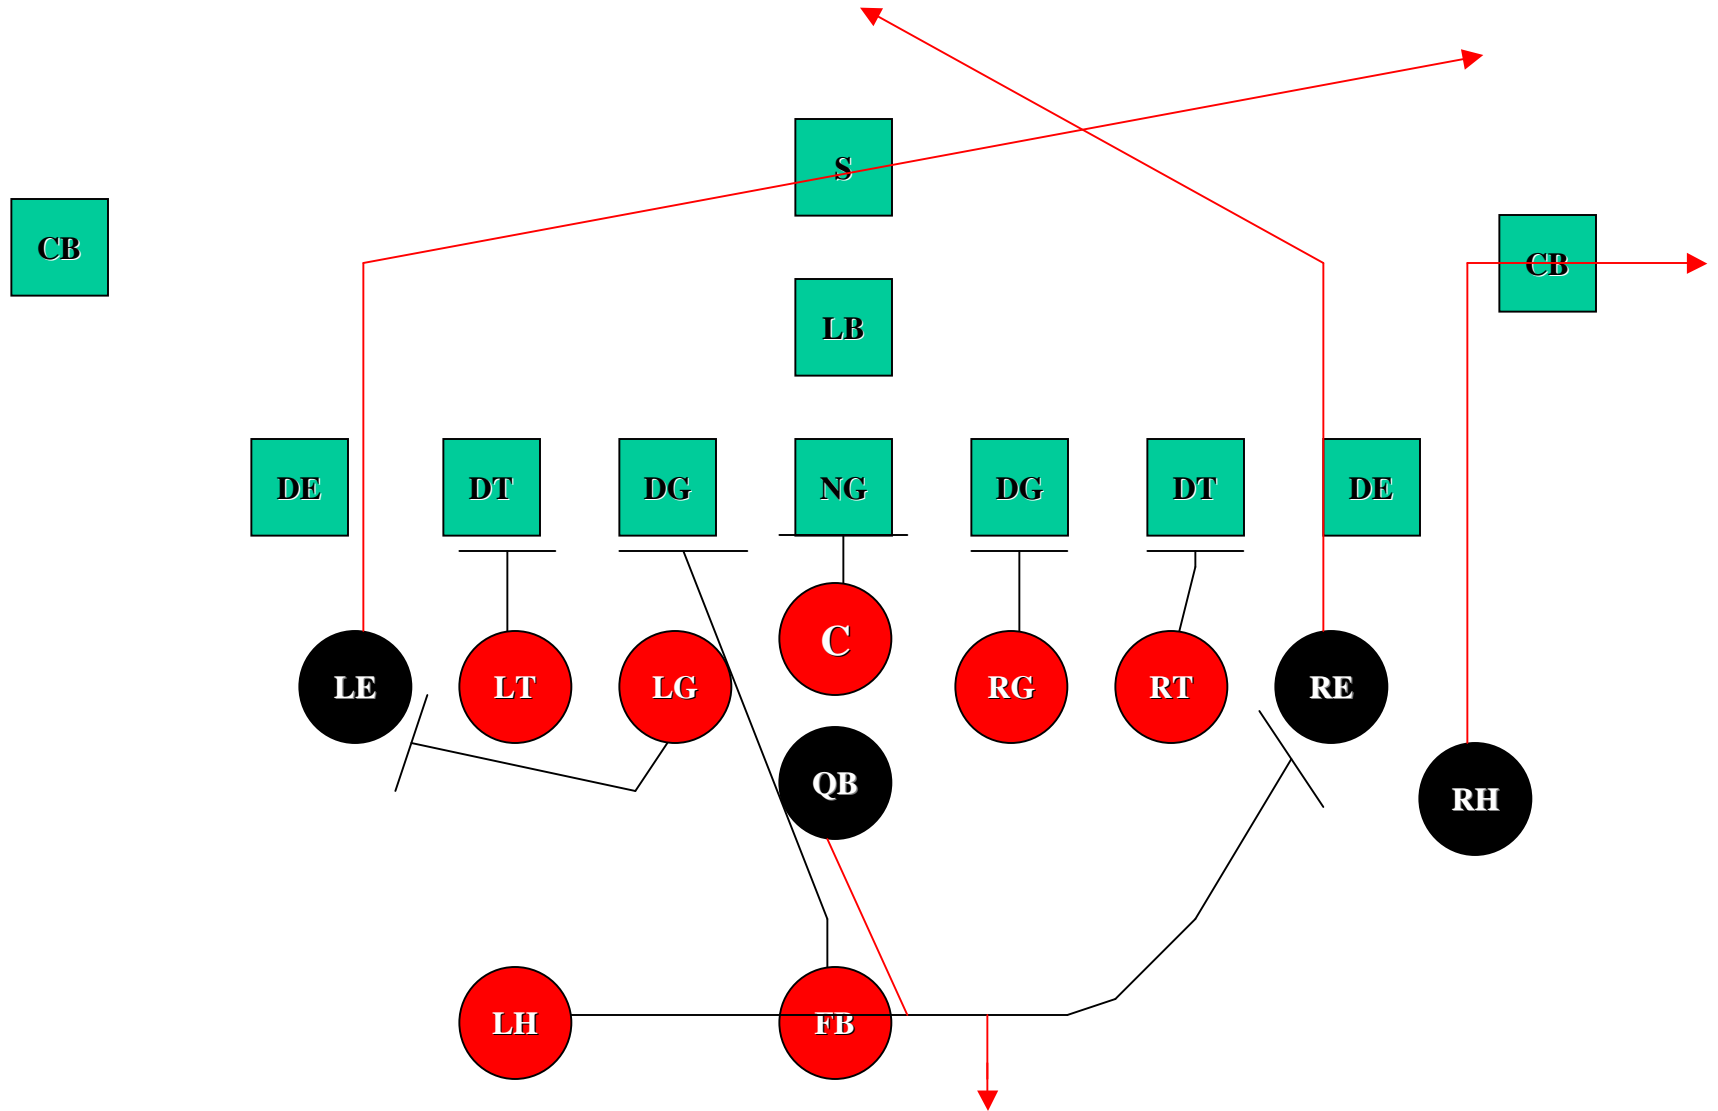 S
CB
CB
LB
DE
DT
DG
NG
DG
DT
DE
C
LE
LT
LG
RG
RT
RE
QB
RH
LH
FB